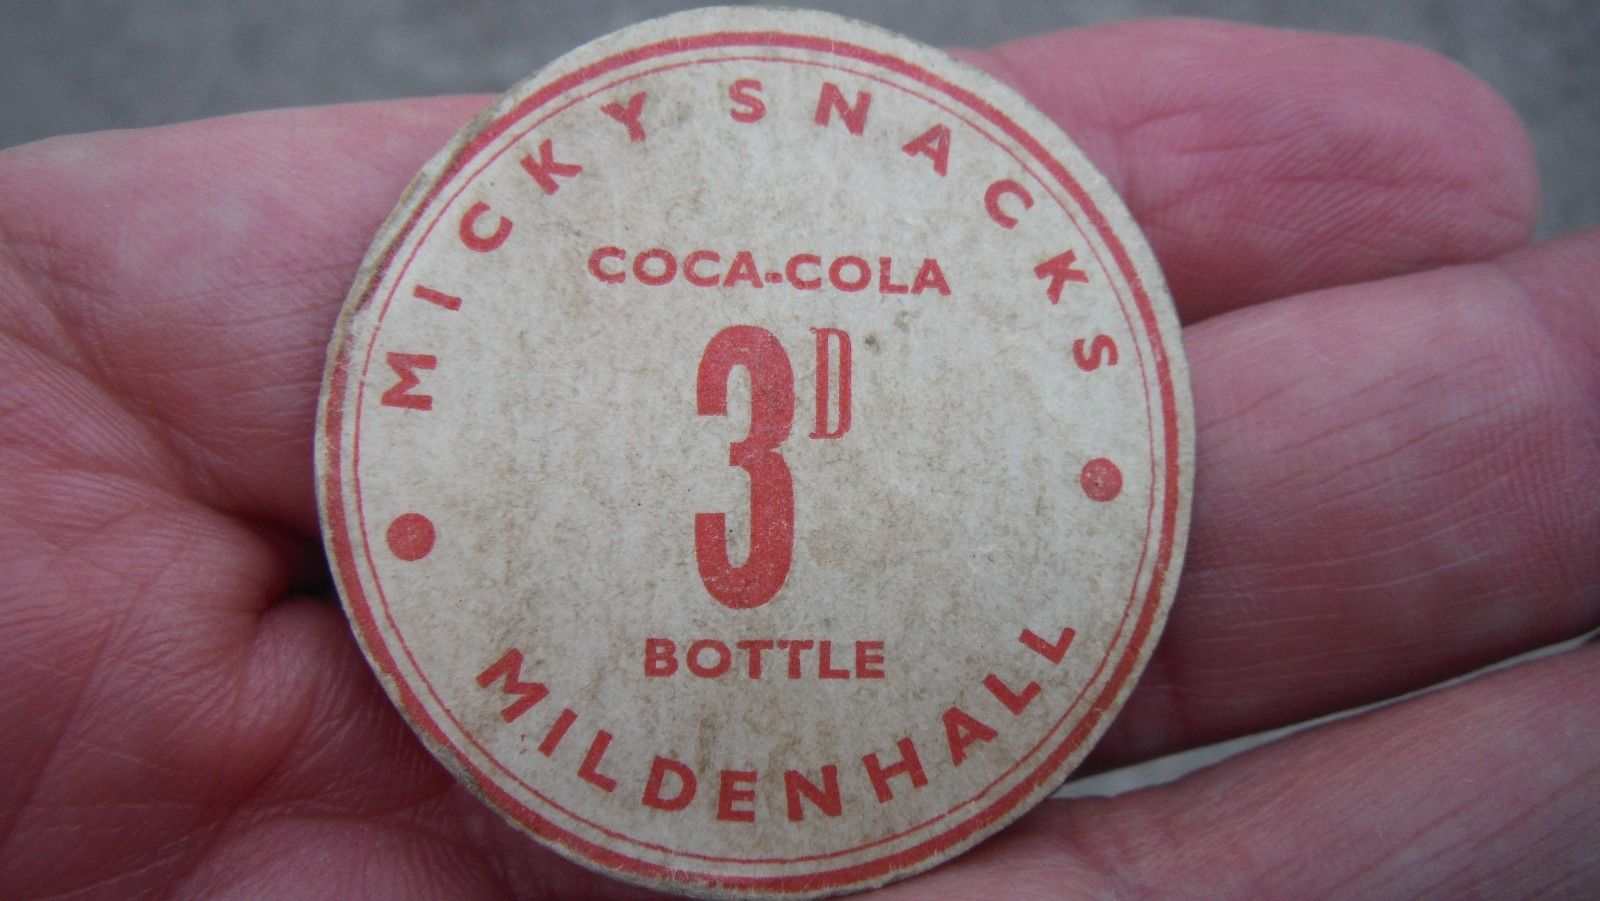 MICKY SNACKS
COCA-COLA
3D
BOTTLE
MILDENHALL